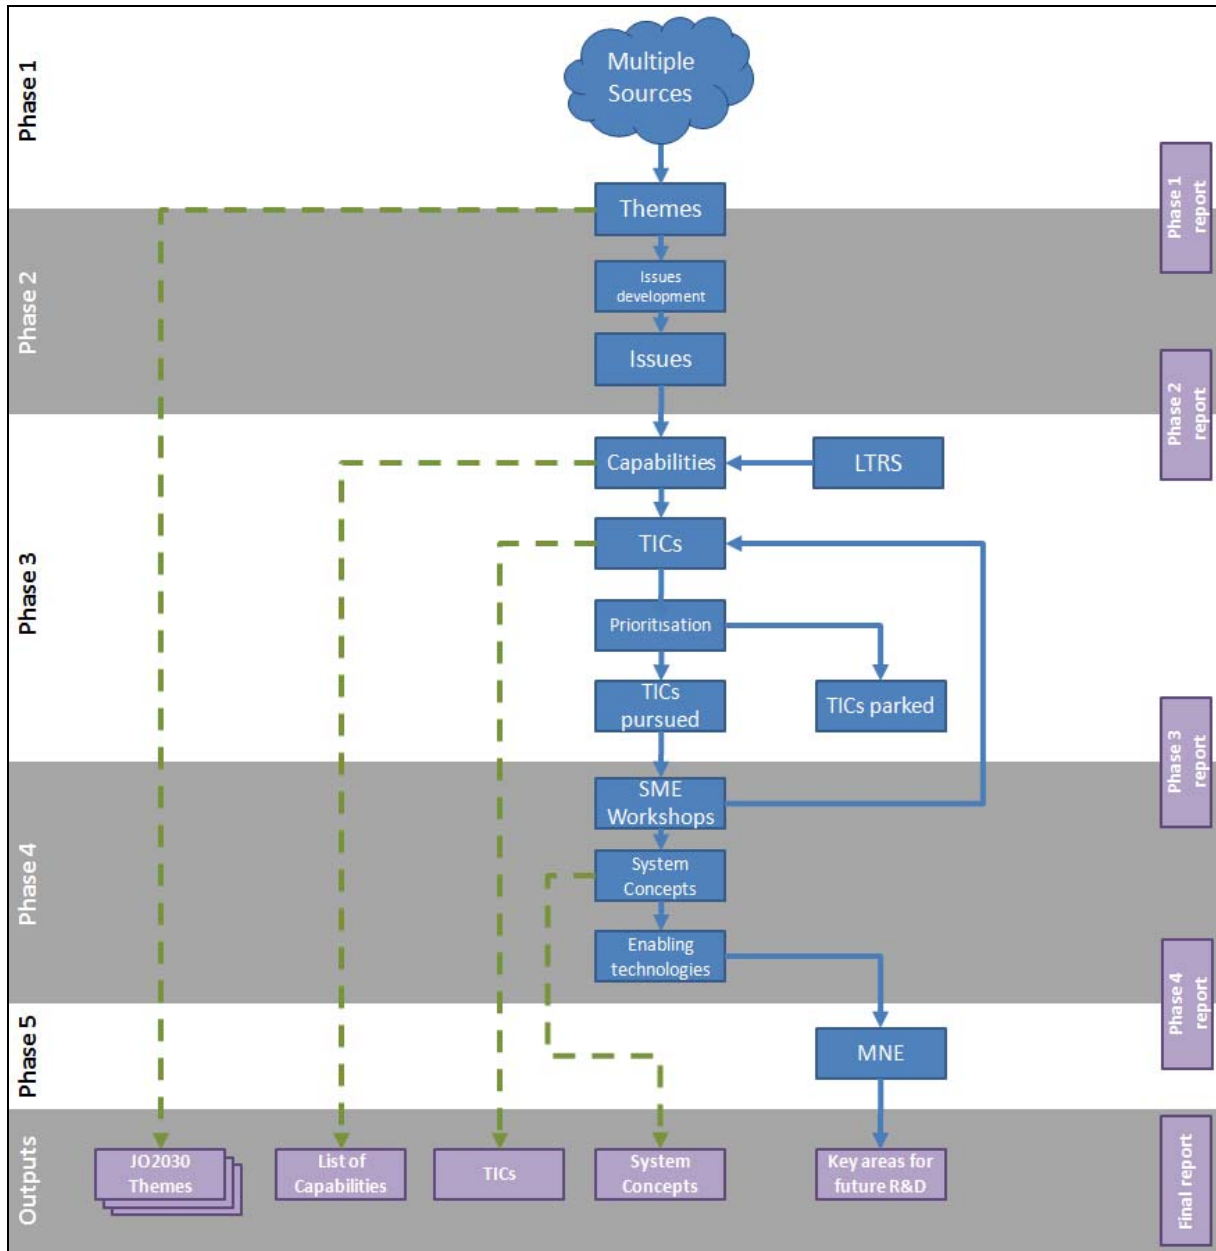 Phase 1
Multiple
Sources
Phase 1
report
Themes
Phase 2
Issues
development
Issues
Phase 2
report
Phase 3
Capabilities
LTRS
TICs
Prioritisation
TICs
pursued
TICs parked
Phase 3
report
Phase 4
SME
Workshops
System
Concepts
Enabling
technologies
Phase 4
report
Phase 5
MNE
Outputs
JO2030
Themes
List of
Capabilities
TICs
System
Concepts
Key areas for
future R&D
Final report